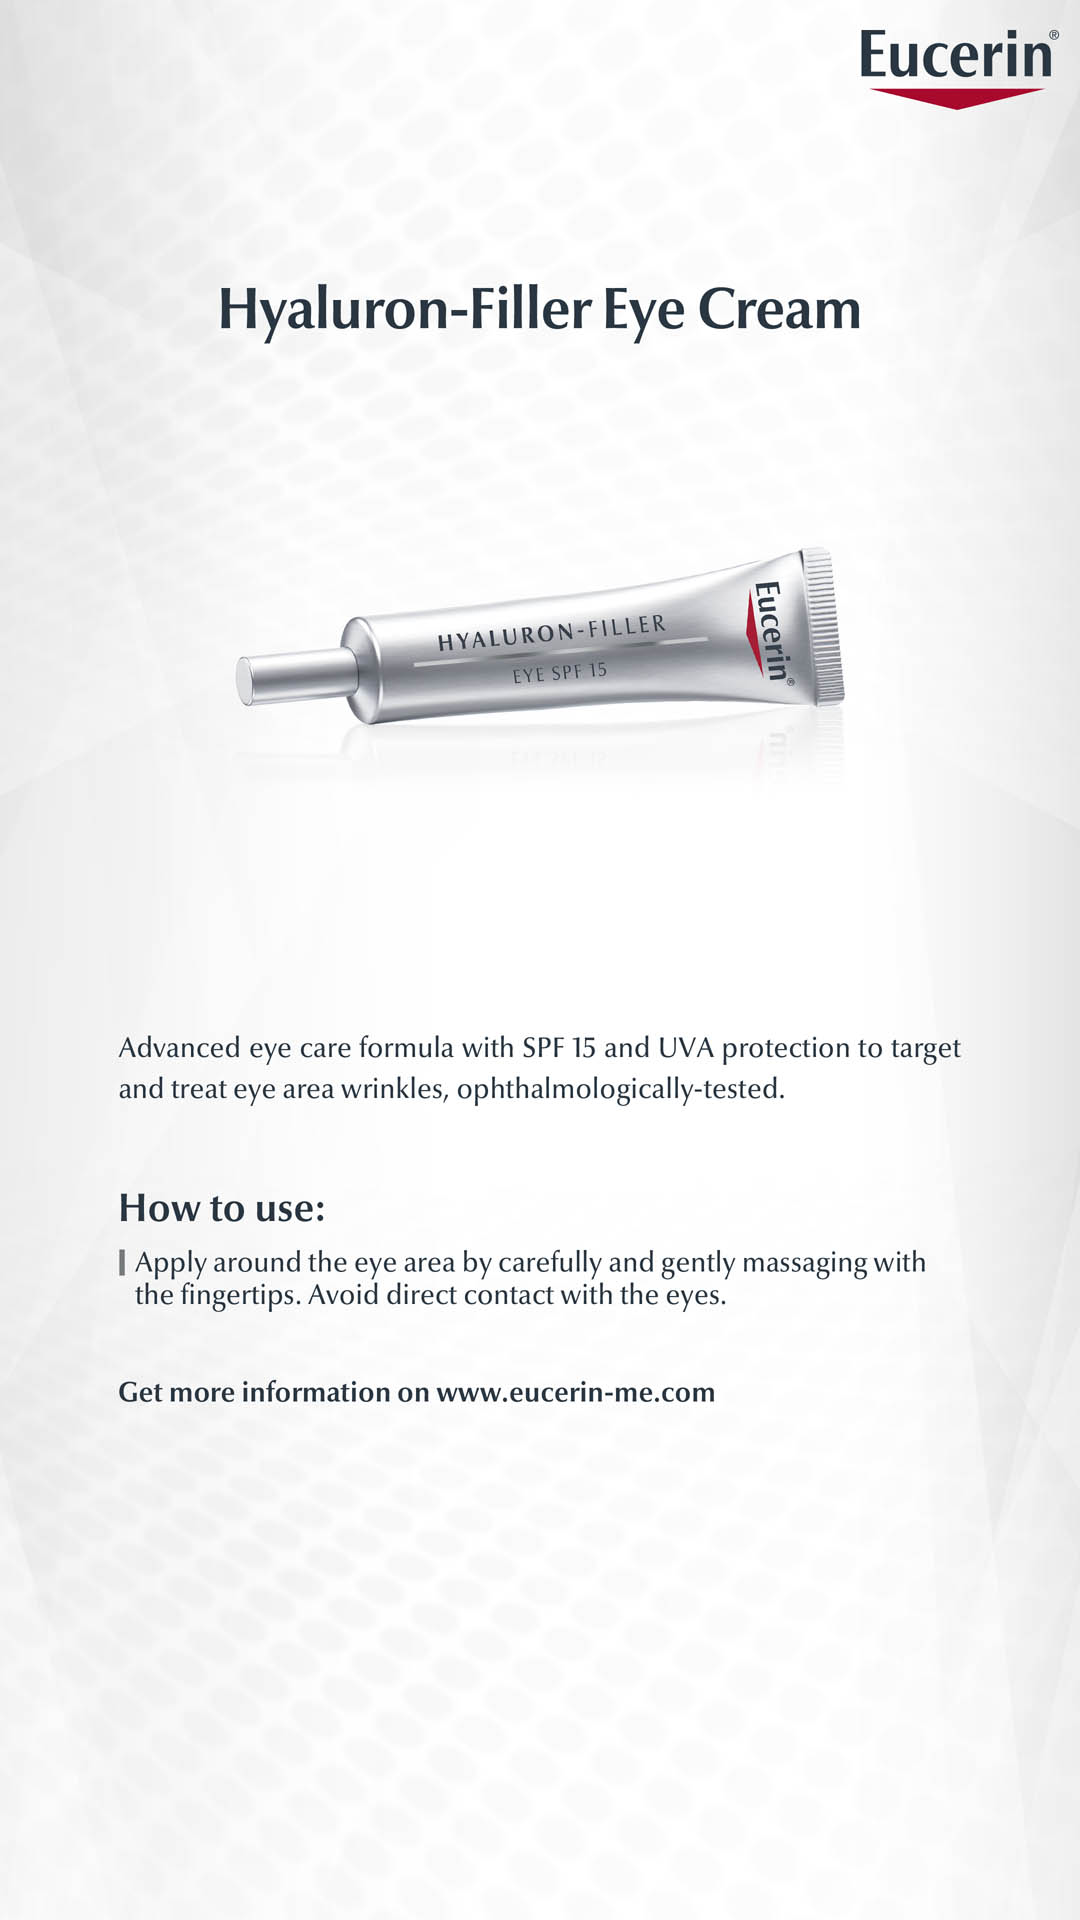 Eucerin®
Hyaluron-Filler Eye Cream
HYALURON-FILLER
EYE SPF 15
Eucerin®
Advanced eye care formula with SPF 15 and UVA protection to target
and treat eye area wrinkles, ophthalmologically-tested.
How to use:
Apply around the eye area by carefully and gently massaging with
the fingertips. Avoid direct contact with the eyes.
Get more information on www.eucerin-me.com